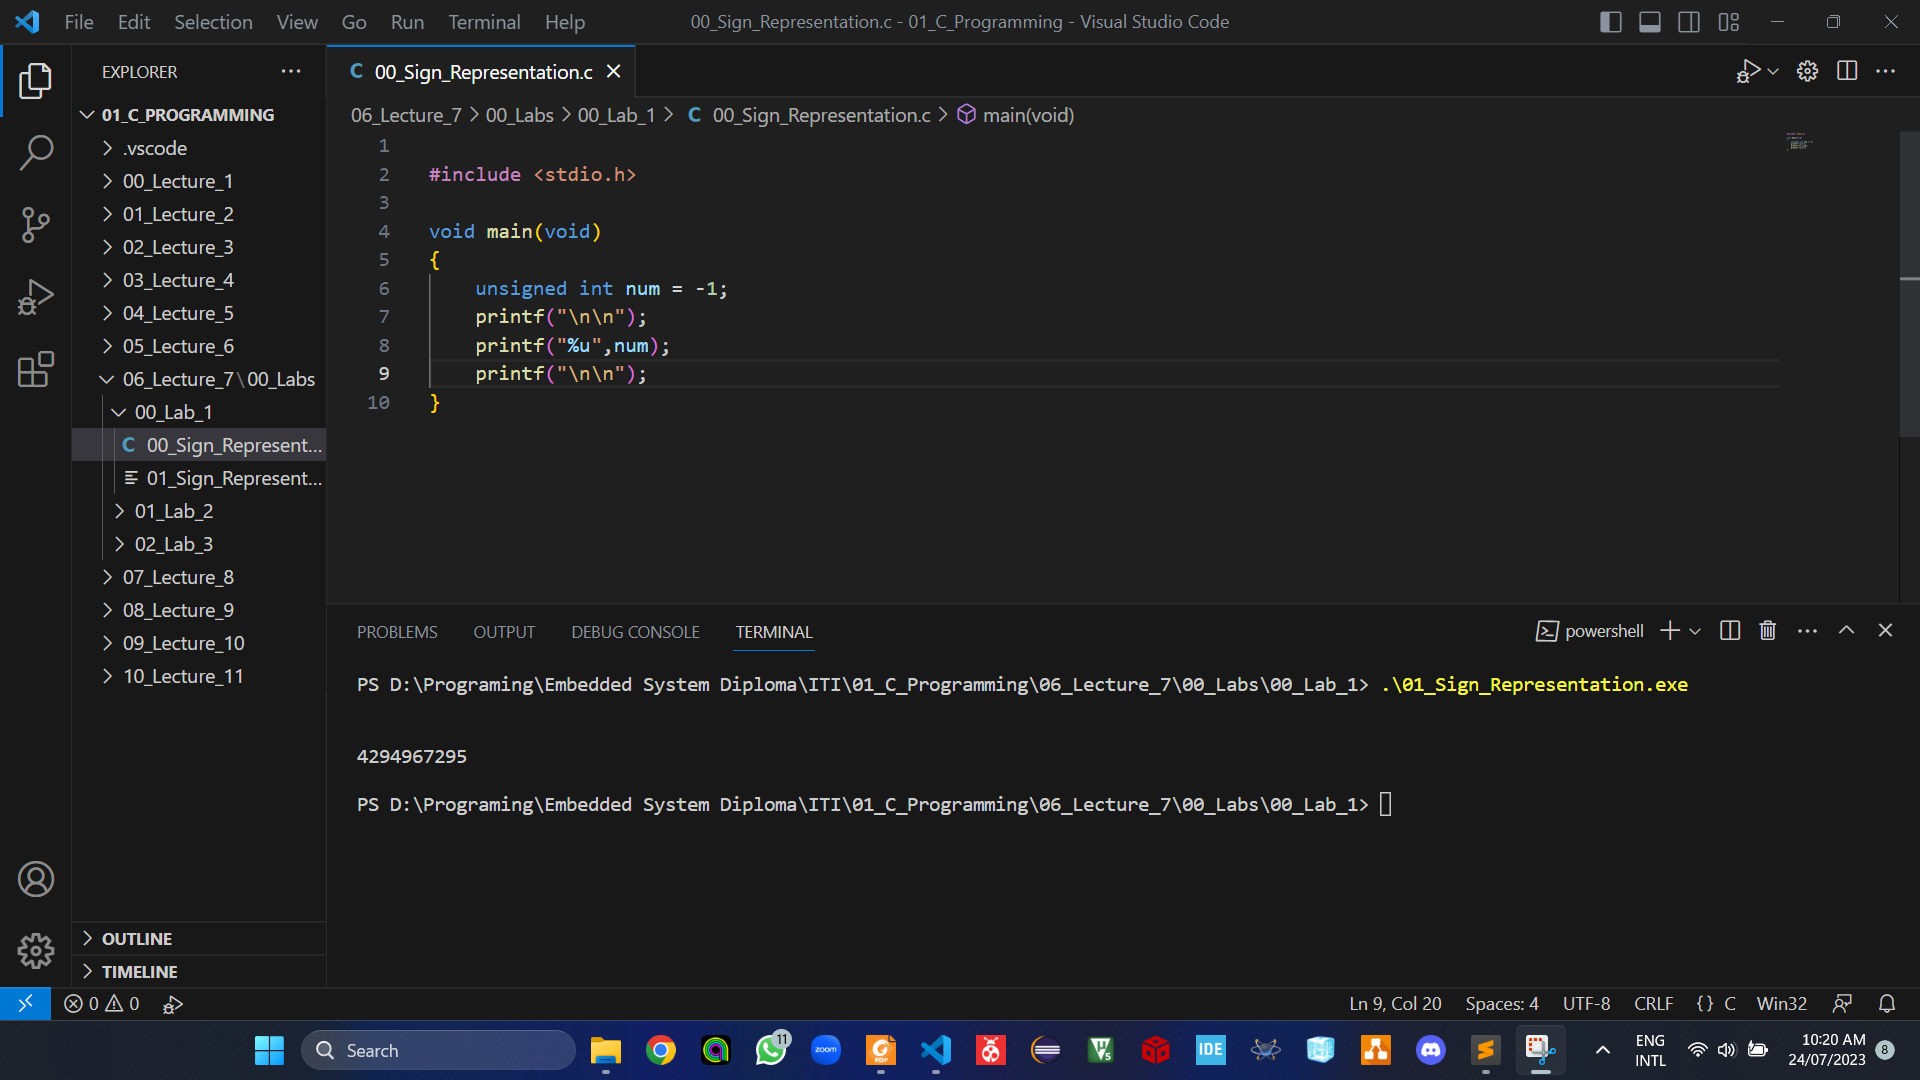 File Edit Selection View Go Run Terminal Help 00_Sign_Representation.c - 01_C_Programming - Visual Studio Code
EXPLORER
01_C_PROGRAMMING
.vscode
00_Lecture_1
01_Lecture_2
02_Lecture_3
03_Lecture_4
04_Lecture_5
05_Lecture_6
06_Lecture_7\00_Labs
00_Lab_1
C 00_Sign_Represent...
01_Sign_Represent...
01_Lab_2
02_Lab_3
07_Lecture_8
08_Lecture_9
09_Lecture_10
10_Lecture_11
OUTLINE
TIMELINE
C 00_Sign_Representation.c
06_Lecture_7 > 00_Labs > 00_Lab_1 > C 00_Sign_Representation.c > main(void)
1
2 #include <stdio.h>
3
4 void main(void)
5 {
6 unsigned int num = -1;
7 printf("\n\n");
8 printf("%u",num);
9 printf("\n\n");
10 }
PROBLEMS OUTPUT DEBUG CONSOLE TERMINAL powershell
PS D:\Programing\Embedded System Diploma\ITI\01_C_Programming\06_Lecture_7\00_Labs\00_Lab_1> .\01_Sign_Representation.exe
4294967295
PS D:\Programing\Embedded System Diploma\ITI\01_C_Programming\06_Lecture_7\00_Labs\00_Lab_1>
0 0 Ln 9, Col 20 Spaces: 4 UTF-8 CRLF {} C Win32
Search 11 zoom PDF IDE ENG 10:20 AM
INTL 24/07/2023 8